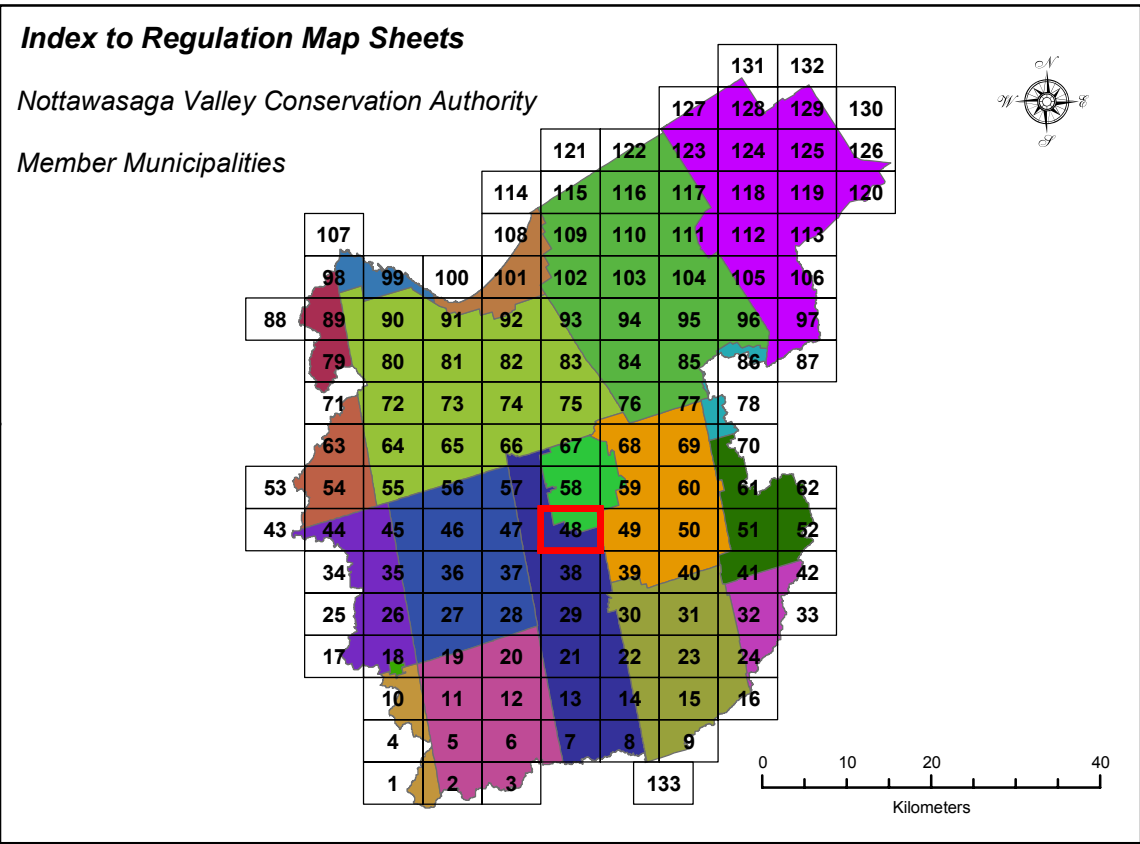 Index to Regulation Map Sheets
Nottawasaga Valley Conservation Authority
Member Municipalities
N
W E
S
131 132
127 128 129 130
121 122 123 124 125 126
114 115 116 117 118 119 120
107 108 109 110 111 112 113
98 99 100 101 102 103 104 105 106
88 89 90 91 92 93 94 95 96 97
79 80 81 82 83 84 85 86 87
71 72 73 74 75 76 77 78
63 64 65 66 67 68 69 70
53 54 55 56 57 58 59 60 61 62
43 44 45 46 47 48 49 50 51 52
34 35 36 37 38 39 40 41 42
25 26 27 28 29 30 31 32 33
17 18 19 20 21 22 23 24
10 11 12 13 14 15 16
4 5 6 7 8 9
1 2 3 133
0 10 20 40
Kilometers